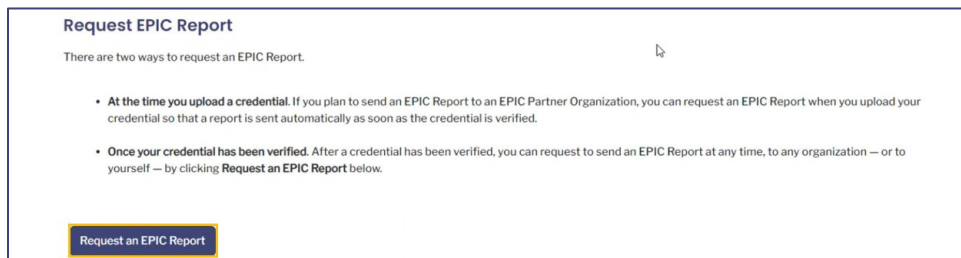 Request EPIC Report
There are two ways to request an EPIC Report.
• At the time you upload a credential. If you plan to send an EPIC Report to an EPIC Partner Organization, you can request an EPIC Report when you upload your
credential so that a report is sent automatically as soon as the credential is verified.
• Once your credential has been verified. After a credential has been verified, you can request to send an EPIC Report at any time, to any organization — or to
yourself — by clicking Request an EPIC Report below.
Request an EPIC Report